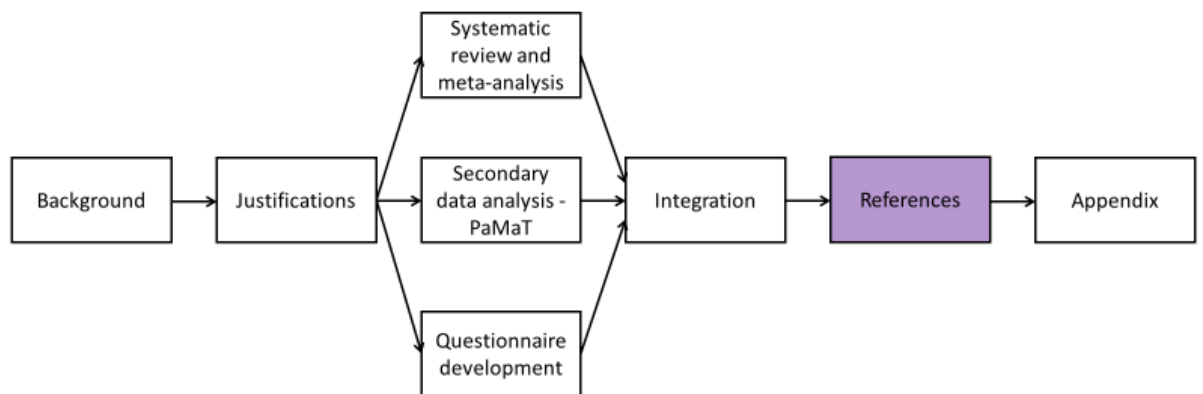 Systematic
review and
meta-analysis
Background
Justifications
Secondary
data analysis -
PaMaT
Integration
References
Appendix
Questionnaire
development